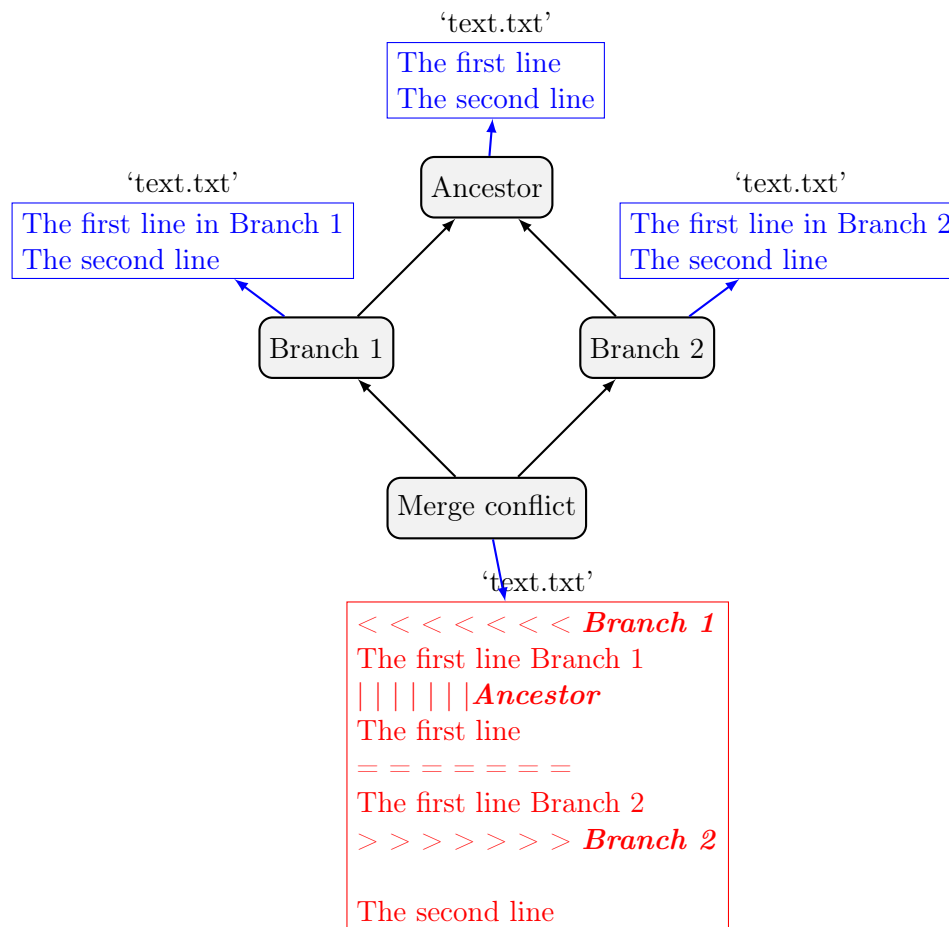 ‘text.txt’
The first line
The second line
Ancestor
‘text.txt’
The first line in Branch 1
The second line
‘text.txt’
The first line in Branch 2
The second line
Branch 1
Branch 2
Merge conflict
‘text.txt’
< < < < < < < Branch 1
The first line Branch 1
| | | | | | |Ancestor
The first line
= = = = = = =
The first line Branch 2
> > > > > > > Branch 2
The second line